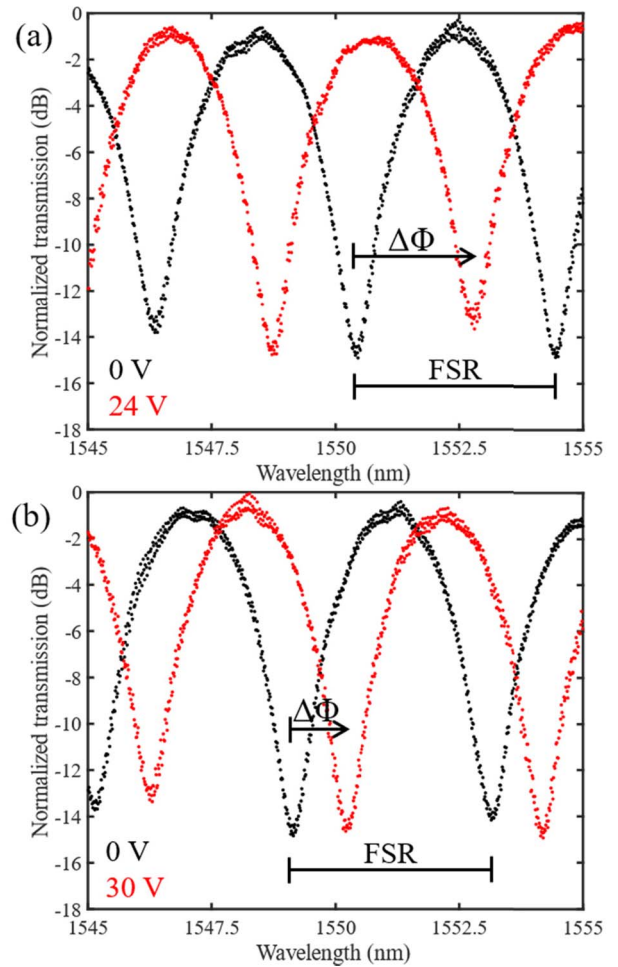 (a)
0
-2
-4
-6
-8
-10
-12
-14
-16
-18
Normalized transmission (dB)
ΔΦ
FSR
0 V
24 V
1545 1547.5 1550 1552.5 1555
Wavelength (nm)
(b)
0
-2
-4
-6
-8
-10
-12
-14
-16
-18
Normalized transmission (dB)
ΔΦ
FSR
0 V
30 V
1545 1547.5 1550 1552.5 1555
Wavelength (nm)